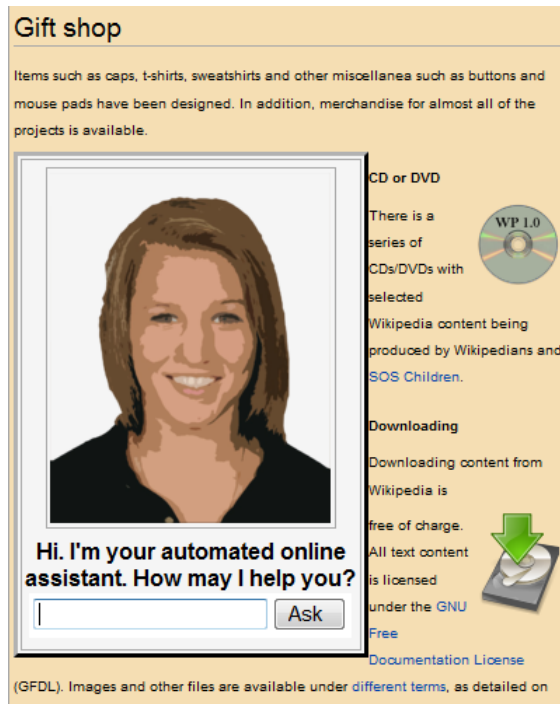 Gift shop
Items such as caps, t-shirts, sweatshirts and other miscellanea such as buttons and
mouse pads have been designed. In addition, merchandise for almost all of the
projects is available.
Hi. I'm your automated online
assistant. How may I help you?
Ask
CD or DVD
There is a
series of
CDs/DVDs with
selected
Wikipedia content being
produced by Wikipedians and
SOS Children.
WP 1.0
Downloading
Downloading content from
Wikipedia is
free of charge.
All text content
is licensed
under the GNU
Free
Documentation License
(GFDL). Images and other files are available under different terms, as detailed on